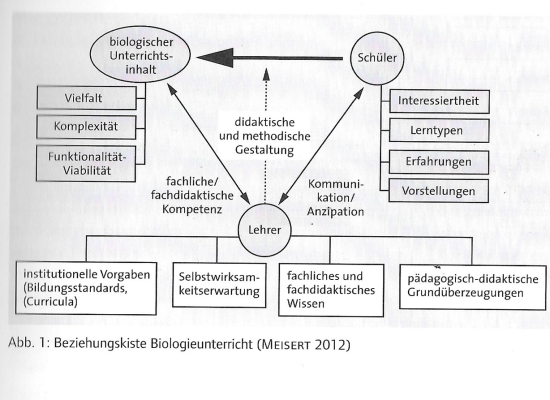 biologischer
Unterrichts-
inhalt
Schüler
Vielfalt
Komplexität
Funktionalität-
Viabilität
Interessiertheit
Lerntypen
Erfahrungen
Vorstellungen
didaktische
und methodische
Gestaltung
fachliche/
fachdidaktische
Kompetenz
Kommuni-
kation/
Anzipation
Lehrer
institutionelle Vorgaben
(Bildungsstandards,
(Curricula)
Selbstwirksam-
keitserwartung
fachliches und
fachdidaktisches
Wissen
pädagogisch-didaktische
Grundüberzeugungen
Abb. 1: Beziehungskiste Biologieunterricht (MEISERT 2012)